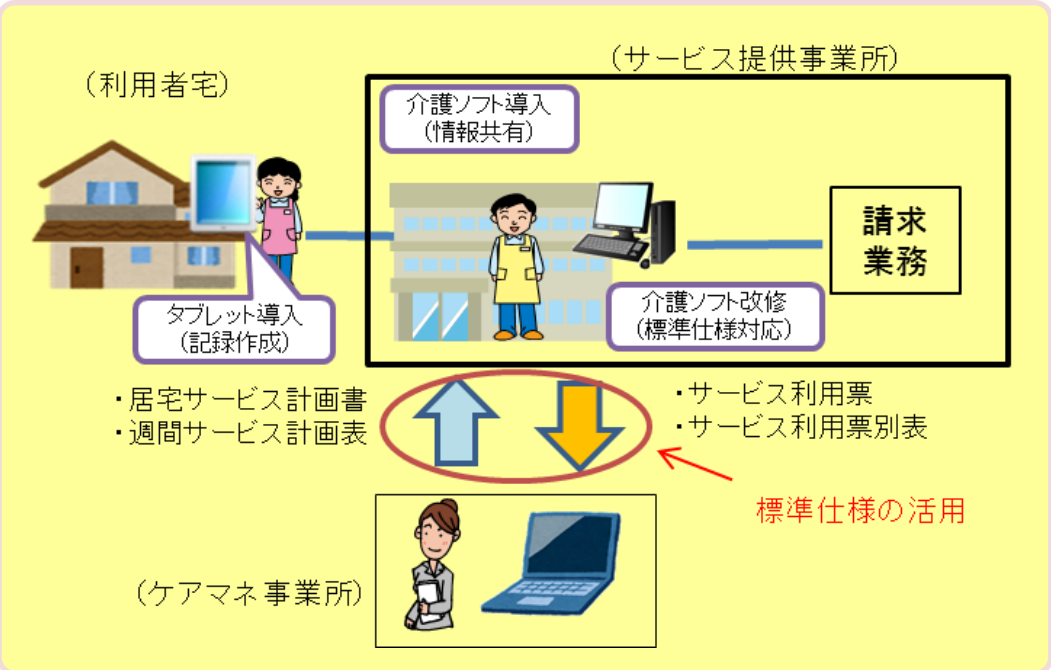 (サービス提供事業所)
(利用者宅)
介護ソフト導入
(情報共有)
請求
業務
タブレット導入
(記録作成)
介護ソフト改修
(標準仕様対応)
・居宅サービス計画書
・週間サービス計画表
・サービス利用票
・サービス利用票別表
標準仕様の活用
(ケアマネ事業所)